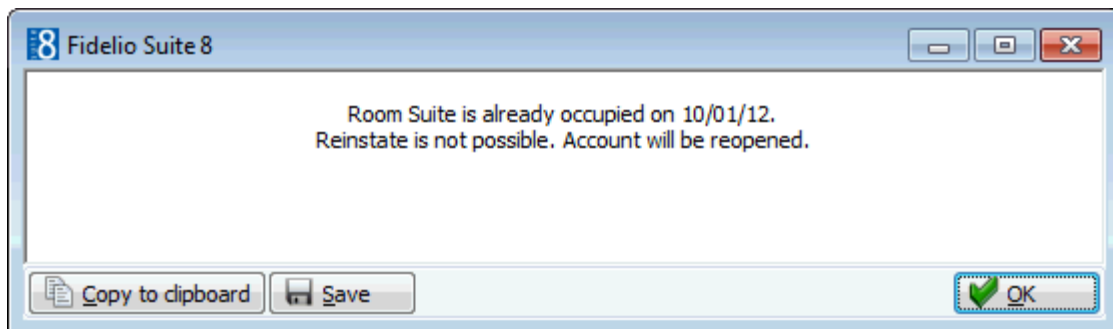 8 Fidelio Suite 8
Room Suite is already occupied on 10/01/12.
Reinstate is not possible. Account will be reopened.
Copy to clipboard Save OK